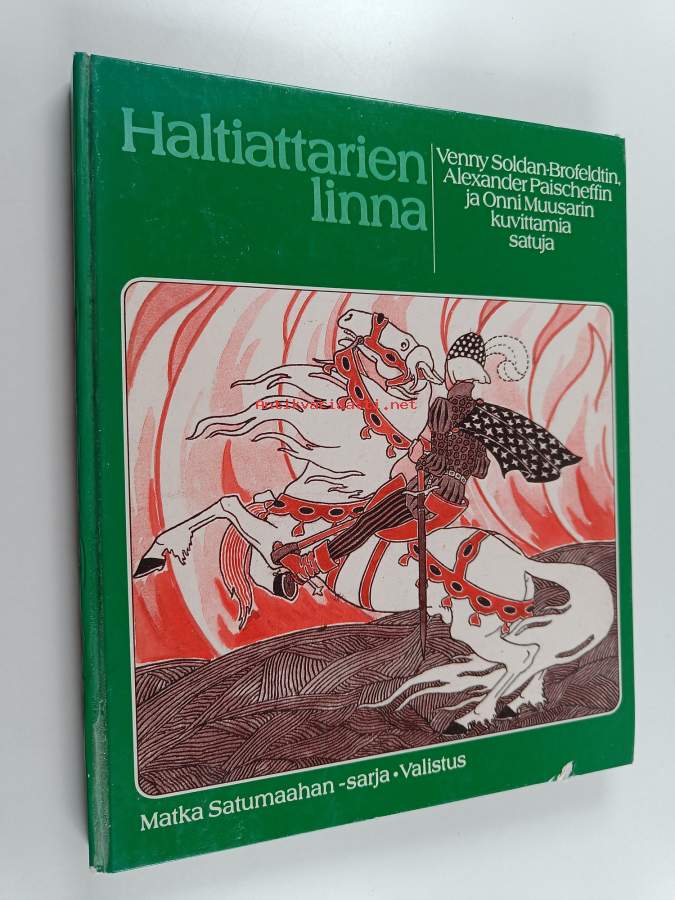 Haltiattarien
linna
Venny Soldan-Brofeldtin,
Alexander Paischeffin
ja Onni Muusarin
kuvittamia
satuja
Antikvariaatti.net
Matka Satumaahan -sarja • Valistus